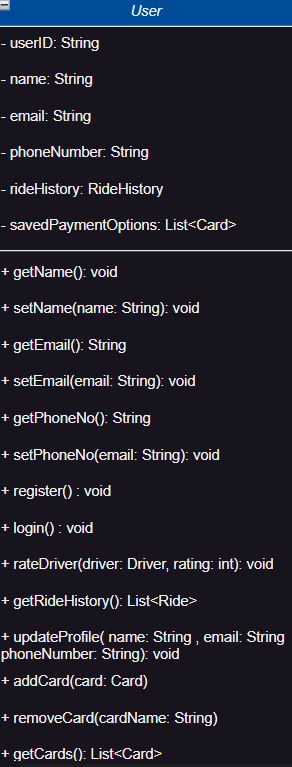 User
- userID: String
- name: String
- email: String
- phoneNumber: String
- rideHistory: RideHistory
- savedPaymentOptions: List<Card>
+ getName(): void
+ setName(name: String): void
+ getEmail(): String
+ setEmail(email: String): void
+ getPhoneNo(): String
+ setPhoneNo(email: String): void
+ register() : void
+ login() : void
+ rateDriver(driver: Driver, rating: int): void
+ getRideHistory(): List<Ride>
+ updateProfile( name: String , email: String
phoneNumber: String): void
+ addCard(card: Card)
+ removeCard(cardName: String)
+ getCards(): List<Card>